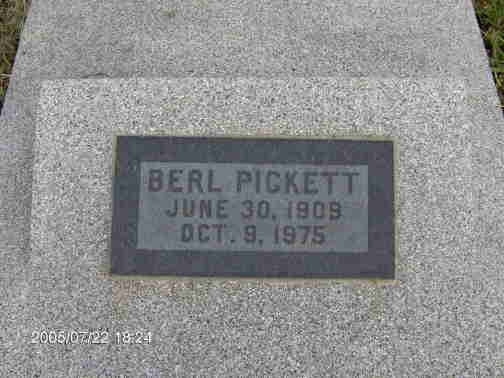 BERL PICKETT
JUNE 30, 1909
OCT. 9, 1975
2005/07/22 18:24